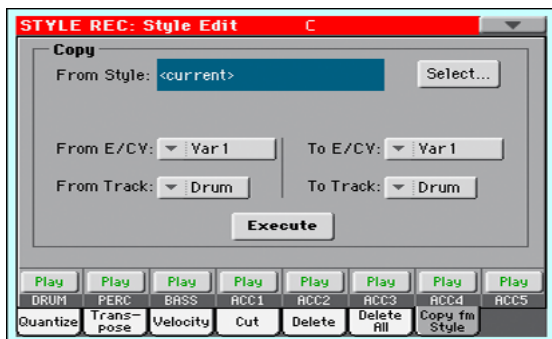 STYLE REC: Style Edit C
Copy
From Style: <current> Select...
From E/CV: Var1 To E/CV: Var1
From Track: Drum To Track: Drum
Execute
Play Play Play Play Play Play Play Play
DRUM PERC BASS ACC1 ACC2 ACC3 ACC4 ACC5
Quantize Trans-pose Velocity Cut Delete Delete All Copy fm Style